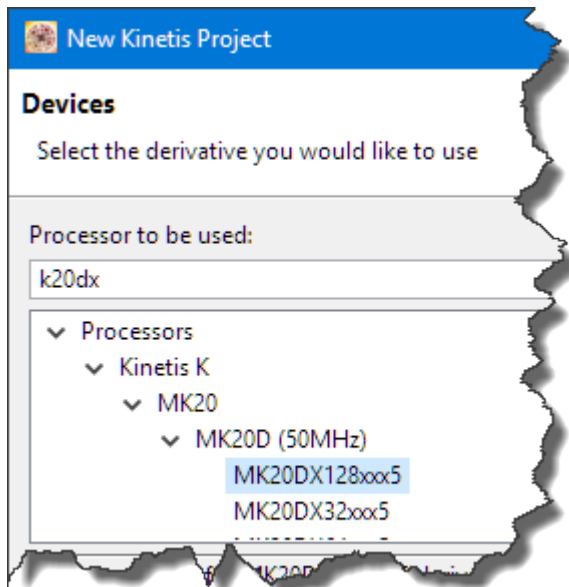 New Kinetis Project
Devices
Select the derivative you would like to use
Processor to be used:
k20dx
Processors
Kinetis K
MK20
MK20D (50MHz)
MK20DX128xxx5
MK20DX32xxx5